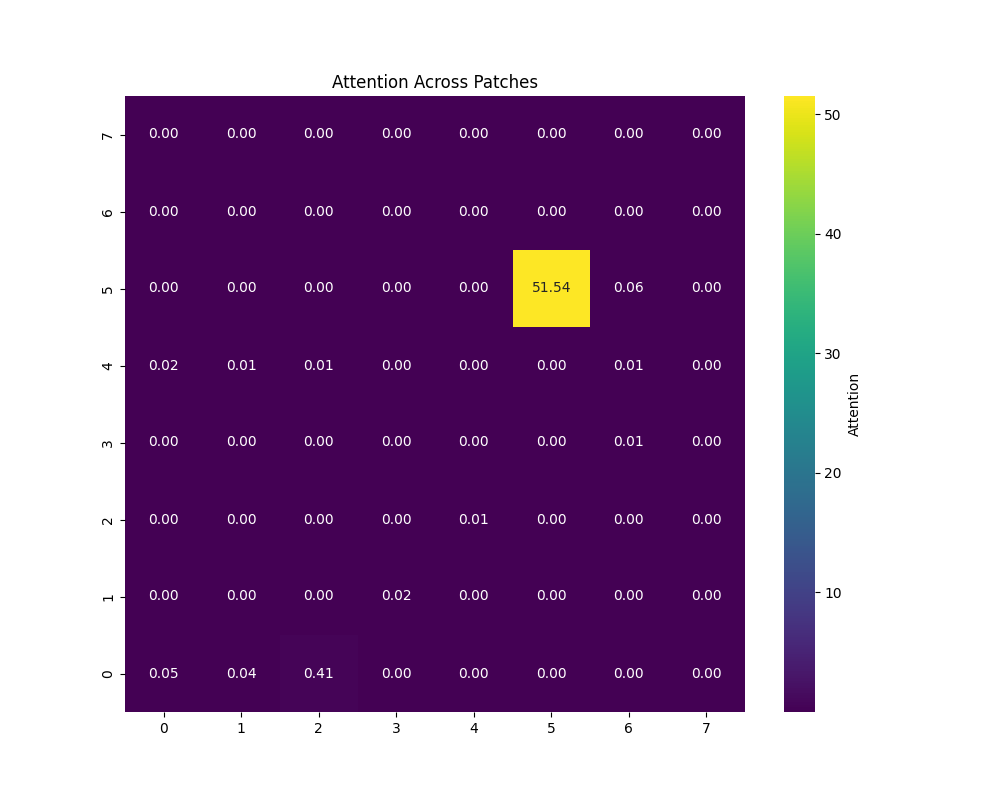 Attention Across Patches
7 0.00 0.00 0.00 0.00 0.00 0.00 0.00 0.00
6 0.00 0.00 0.00 0.00 0.00 0.00 0.00 0.00
5 0.00 0.00 0.00 0.00 0.00 51.54 0.06 0.00
4 0.02 0.01 0.01 0.00 0.00 0.00 0.01 0.00
3 0.00 0.00 0.00 0.00 0.00 0.00 0.01 0.00
2 0.00 0.00 0.00 0.00 0.01 0.00 0.00 0.00
1 0.00 0.00 0.00 0.02 0.00 0.00 0.00 0.00
0 0.05 0.04 0.41 0.00 0.00 0.00 0.00 0.00
0 1 2 3 4 5 6 7
50
40
30
20
10
Attention